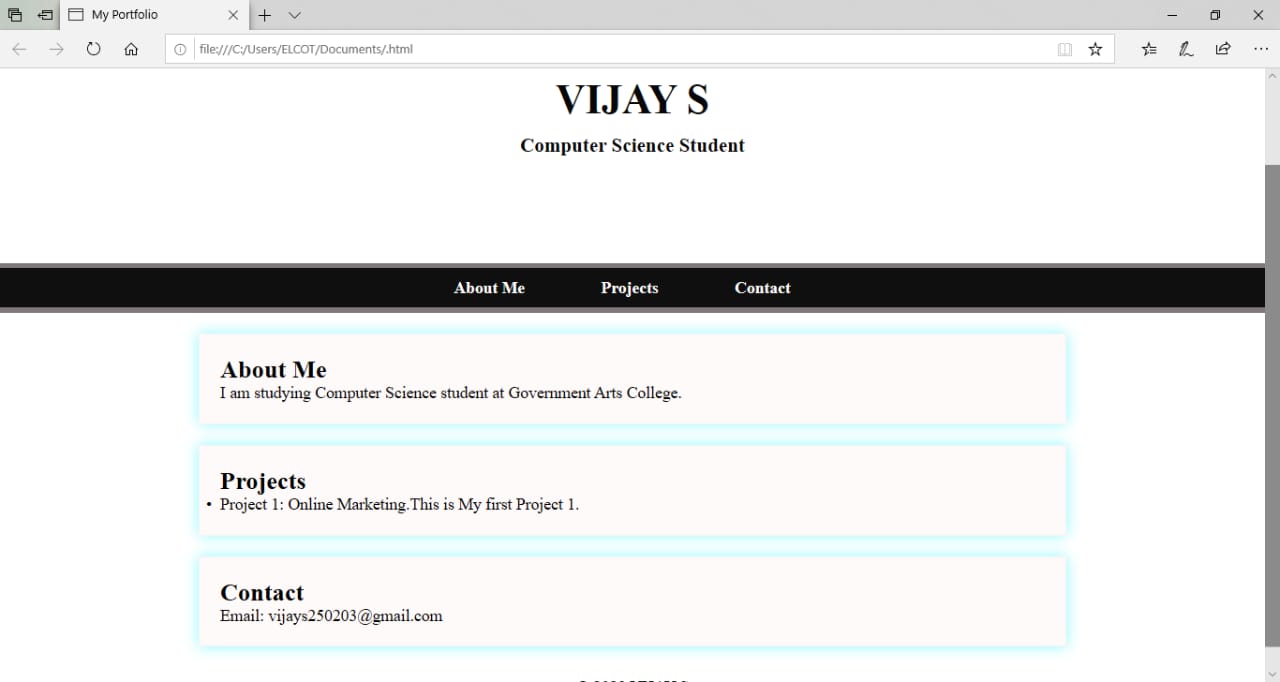 My Portfolio
file:///C:/Users/ELCOT/Documents/.html
VIJAY S
Computer Science Student
About Me Projects Contact
About Me
I am studying Computer Science student at Government Arts College.
Projects
• Project 1: Online Marketing.This is My first Project 1.
Contact
Email: vijays250203@gmail.com